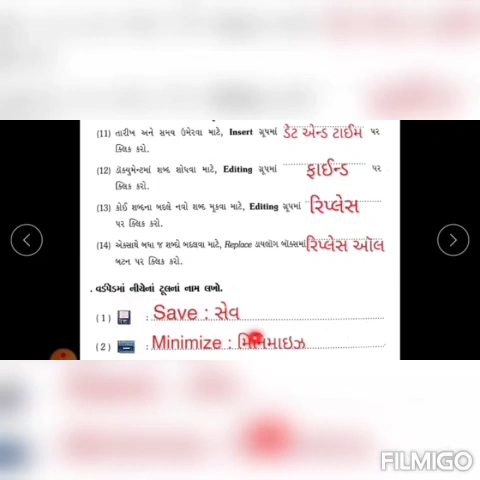 (11) તારીખ અને સમય ઉમેરવા માટે, Insert ગ્રૂપમાં ડેટ એન્ડ ટાઈમ પર
ક્લિક કરો.
(12) ડૉક્યુમેન્ટમાં શબ્દ શોધવા માટે, Editing ગ્રૂપમાં ફાઈન્ડ પર
ક્લિક કરો.
(13) કોઈ શબ્દના બદલે નવો શબ્દ મૂકવા માટે, Editing ગ્રૂપમાં રિપ્લેસ
પર ક્લિક કરો.
(14) એકસાથે બધા જ શબ્દો બદલવા માટે, Replace ડાયલૉગ બૉક્સમાં રિપ્લેસ ઑલ
બટન પર ક્લિક કરો.
. વર્ડપેડમાં નીચેનાં ટૂલનાં નામ લખો.
(1) : Save : સેવ
(2) : Minimize : મિનિમાઇઝ
FILMIGO